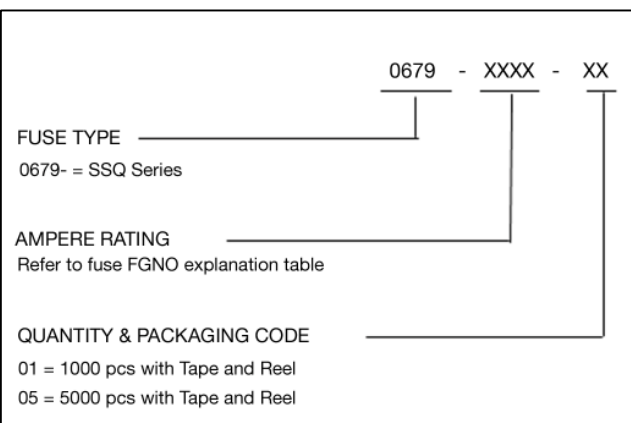 0679 - XXXX - XX
FUSE TYPE
0679- = SSQ Series
AMPERE RATING
Refer to fuse FGNO explanation table
QUANTITY & PACKAGING CODE
01 = 1000 pcs with Tape and Reel
05 = 5000 pcs with Tape and Reel